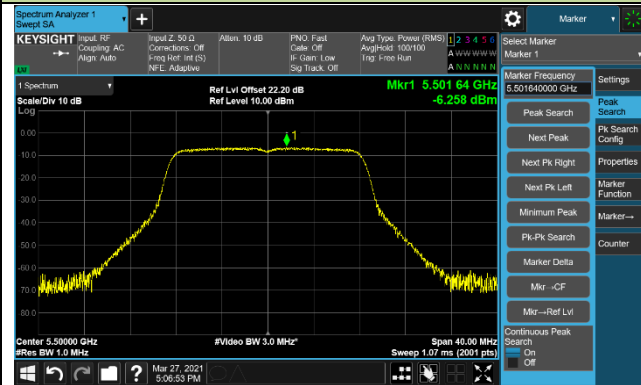 Spectrum Analyzer 1
Swept SA
Marker
KEYSIGHT
Input: RF
Coupling: AC
Align: Auto
Input Z: 50 Ω
Corrections: Off
Freq Ref: Int (S)
NFE: Adaptive
Atten: 10 dB
PNO: Fast
Gate: Off
IF Gain: Low
Sig Track: Off
Avg Type: Power (RMS)
Avg|Hold: 100/100
Trig: Free Run
1 2 3 4 5 6
A W W W W W
A N N N N N
LXI
Select Marker
Marker 1
1 Spectrum
Scale/Div 10 dB
Log
Ref Lvl Offset 22.20 dB
Ref Level 10.00 dBm
Mkr1 5.501 64 GHz
-6.258 dBm
0.00
-10.0
-20.0
-30.0
-40.0
-50.0
-60.0
-70.0
-80.0
1
Center 5.50000 GHz
#Res BW 1.0 MHz
#Video BW 3.0 MHz*
Span 40.00 MHz
Sweep 1.07 ms (2001 pts)
Marker Frequency
5.501640000 GHz
Peak Search
Next Peak
Next Pk Right
Next Pk Left
Minimum Peak
Pk-Pk Search
Marker Delta
Mkr→CF
Mkr→Ref Lvl
Continuous Peak
Search
On
Off
Settings
Peak
Search
Pk Search
Config
Properties
Marker
Function
Marker→
Counter
Mar 27, 2021
5:06:53 PM